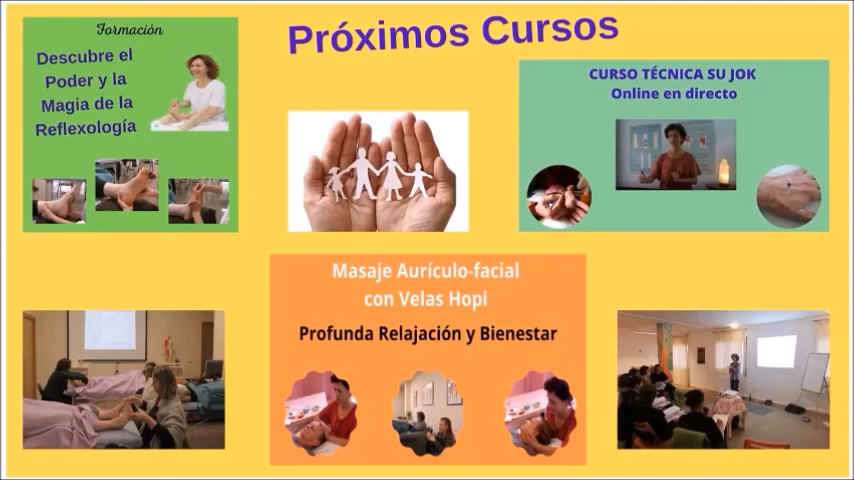 Próximos Cursos
Formación
Descubre el
Poder y la
Magia de la
Reflexología
CURSO TÉCNICA SU JOK
Online en directo
Masaje Aurículo-facial
con Velas Hopi
Profunda Relajación y Bienestar